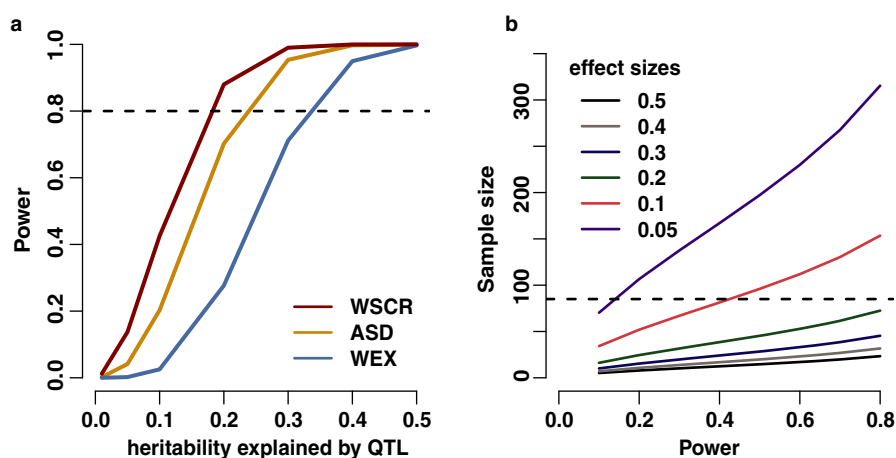 a
Power
0.0 0.2 0.4 0.6 0.8 1.0
WSCR
ASD
WEX
0.0 0.1 0.2 0.3 0.4 0.5
heritability explained by QTL
b
Sample size
0 100 200 300
effect sizes
0.5
0.4
0.3
0.2
0.1
0.05
0.0 0.2 0.4 0.6 0.8
Power